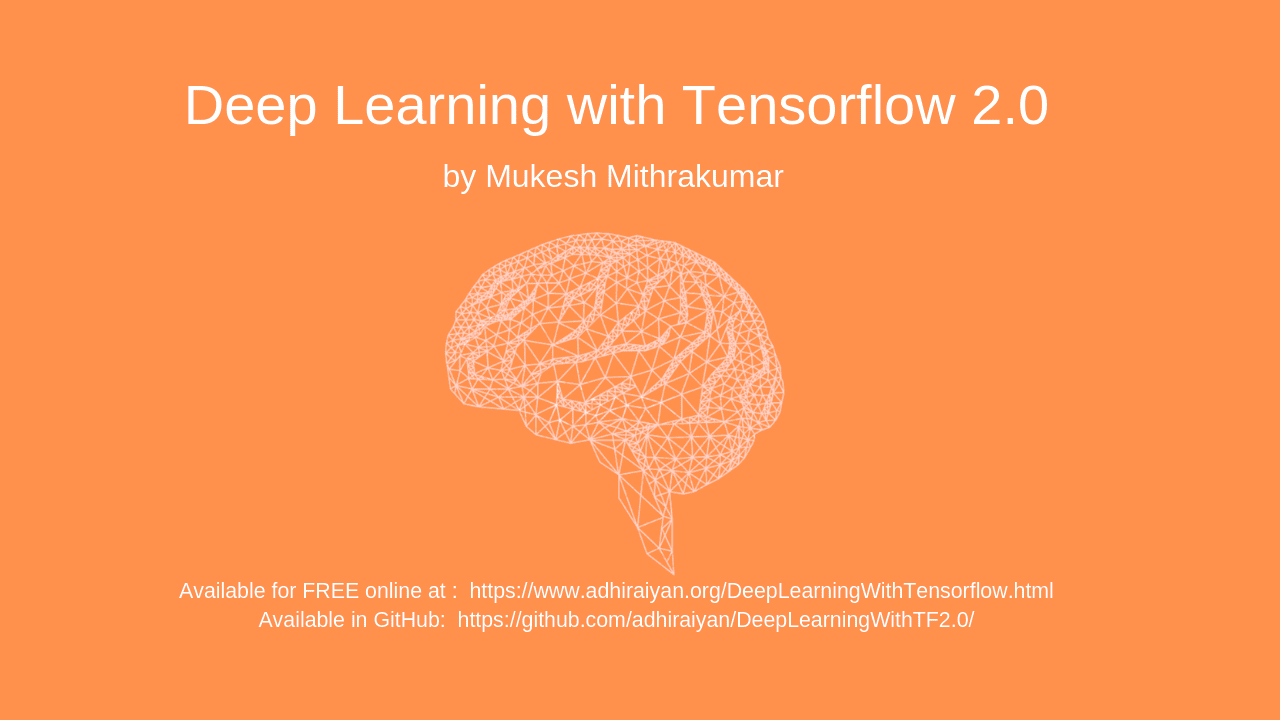 Deep Learning with Tensorflow 2.0
by Mukesh Mithrakumar
Available for FREE online at :  https://www.adhiraiyan.org/DeepLearningWithTensorflow.html
Available in GitHub:  https://github.com/adhiraiyan/DeepLearningWithTF2.0/